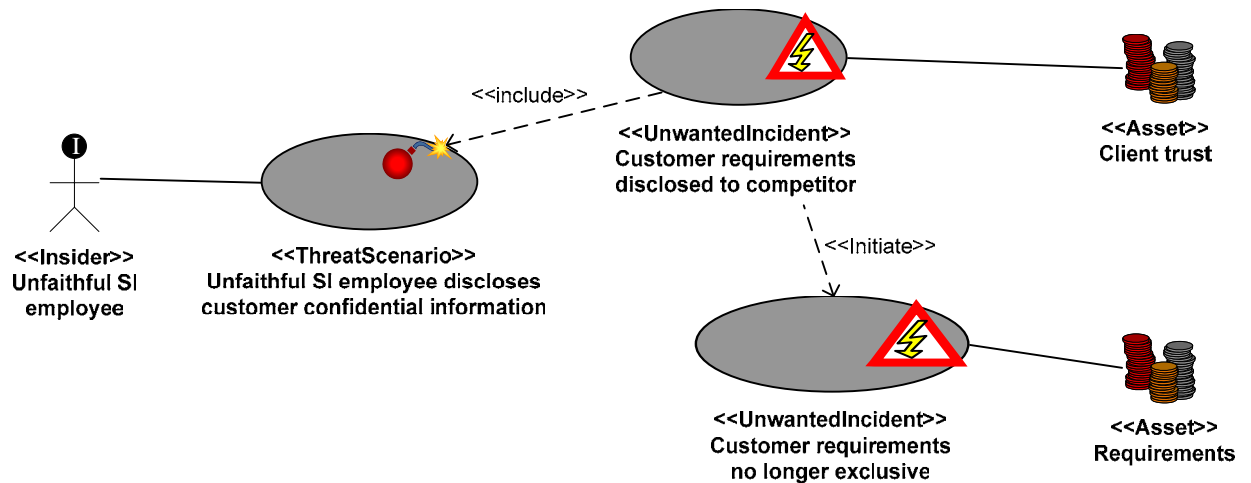 I
<<Insider>>
Unfaithful SI
employee
<<ThreatScenario>>
Unfaithful SI employee discloses
customer confidential information
<<include>>
<<UnwantedIncident>>
Customer requirements
disclosed to competitor
<<Asset>>
Client trust
<<Initiate>>
<<UnwantedIncident>>
Customer requirements
no longer exclusive
<<Asset>>
Requirements